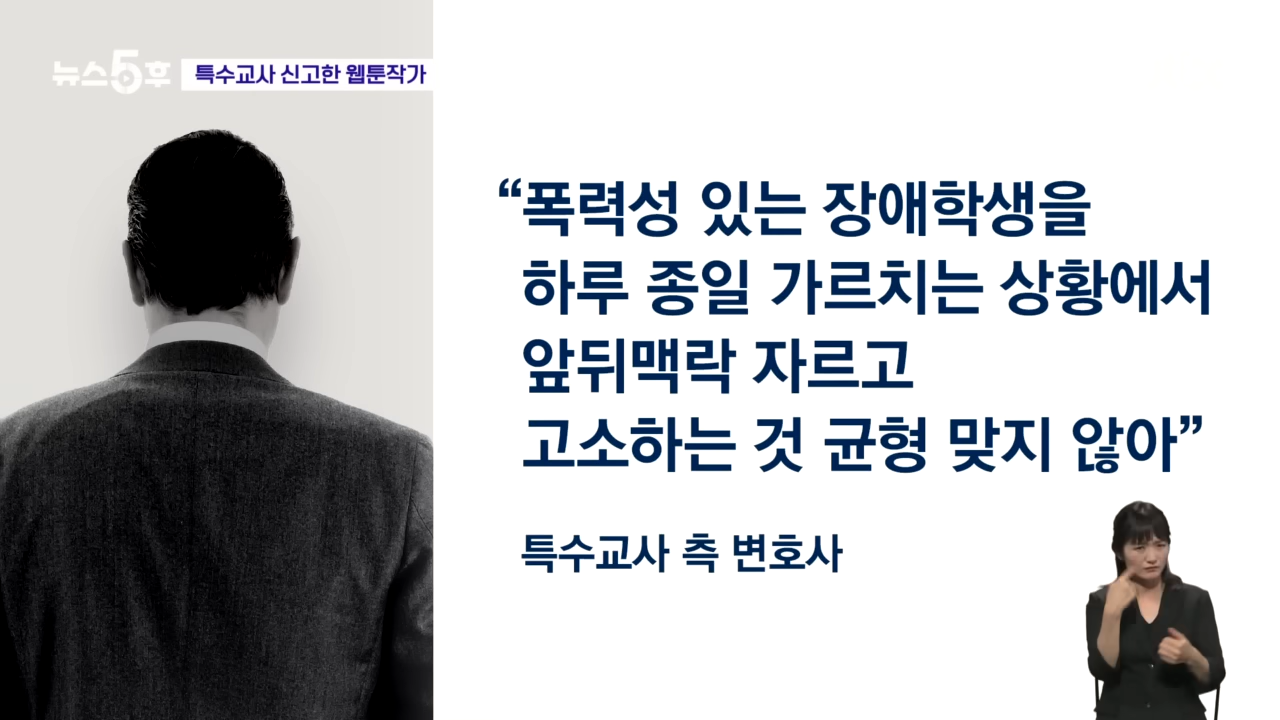 뉴스5후
특수교사 신고한 웹툰작가
“폭력성 있는 장애학생을
하루 종일 가르치는 상황에서
앞뒤맥락 자르고
고소하는 것 균형 맞지 않아”
특수교사 측 변호사